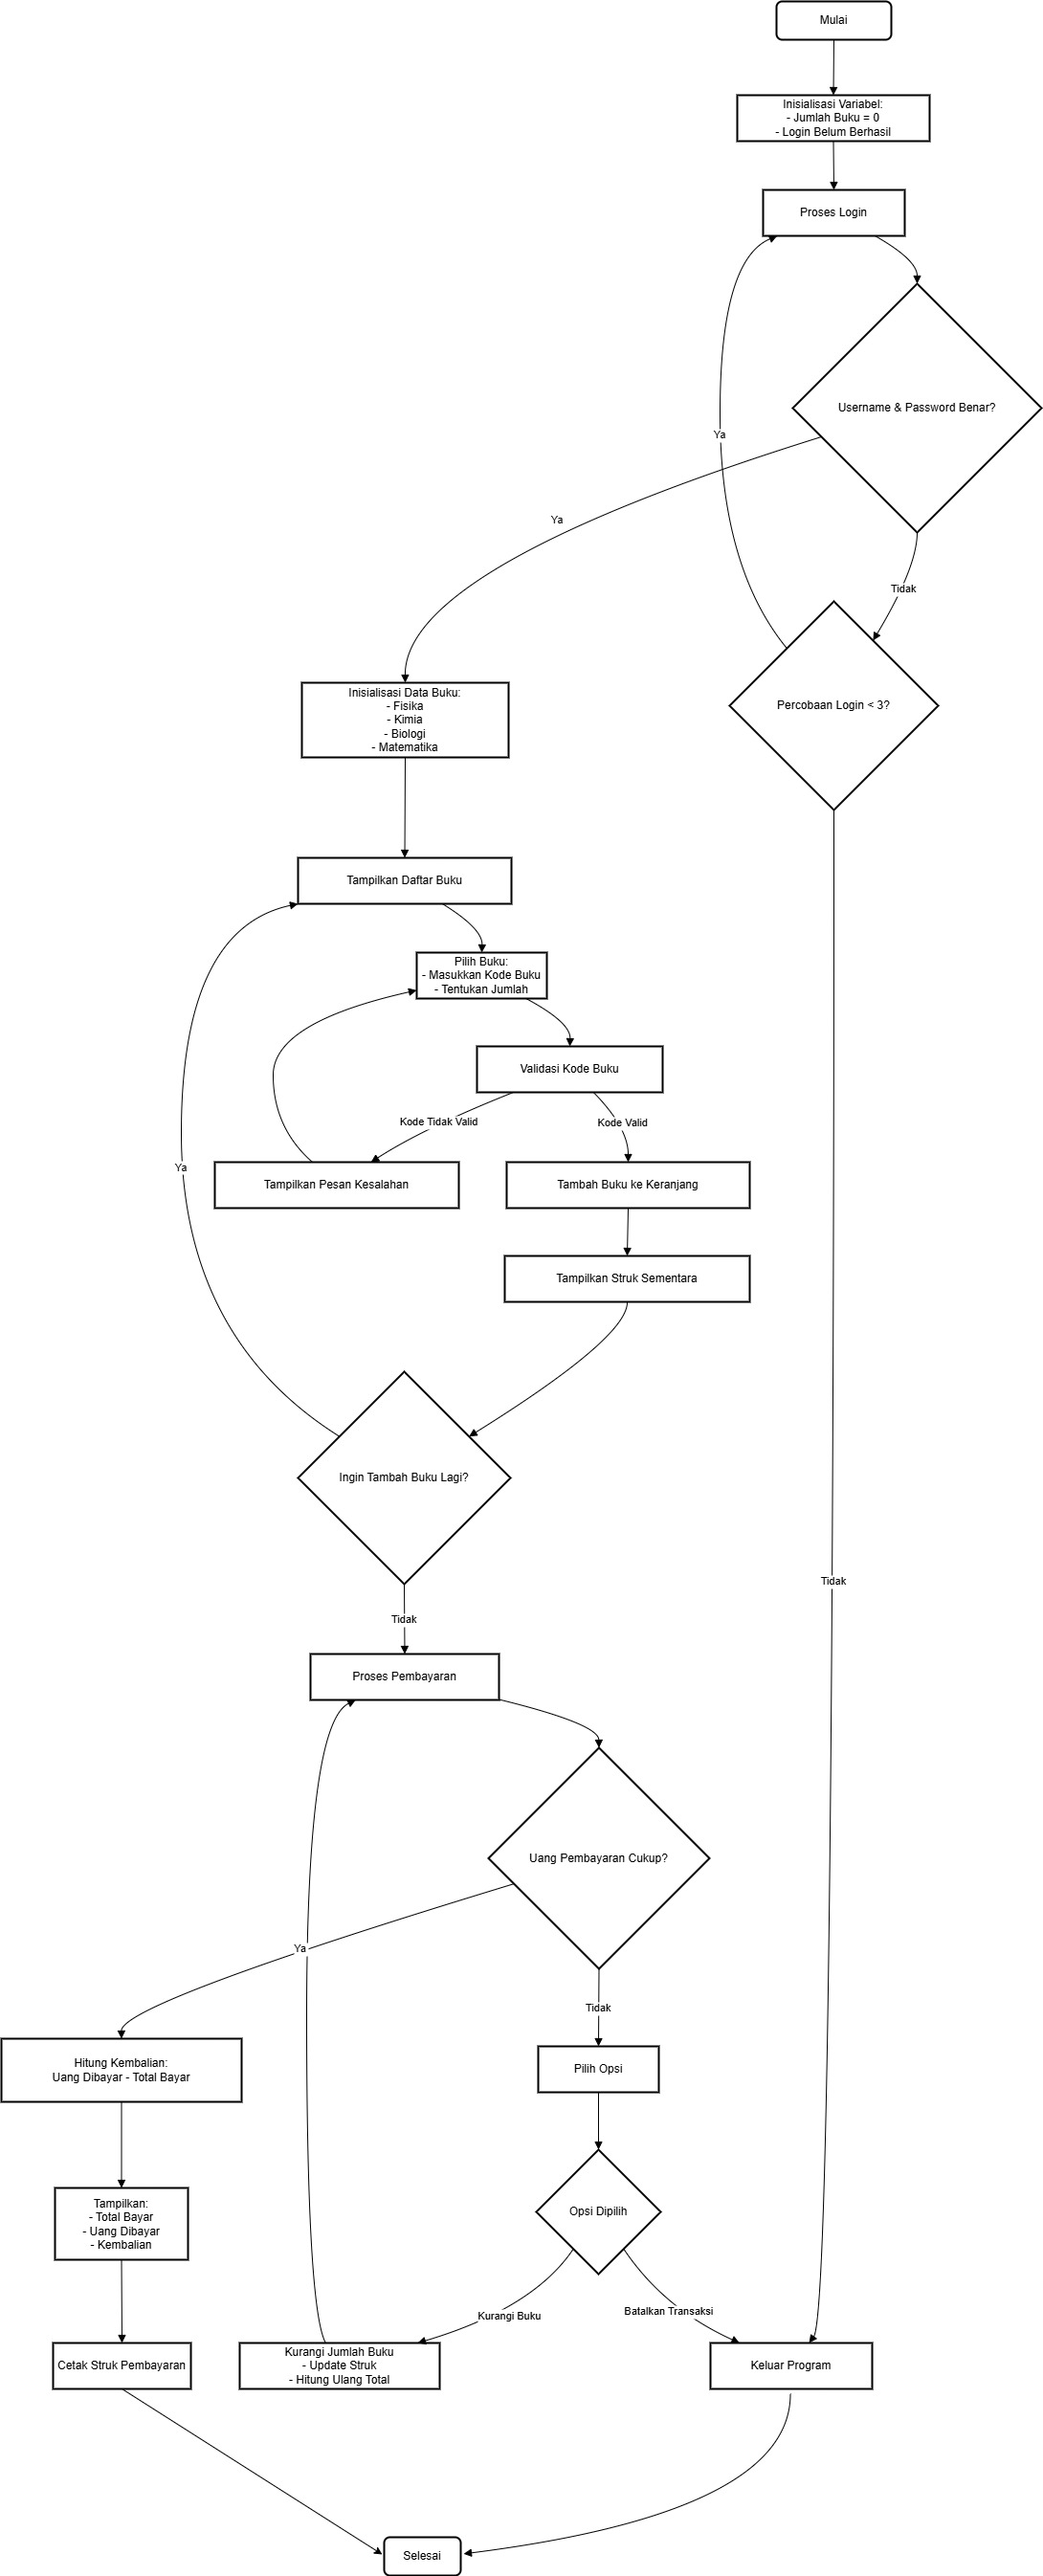 Mulai
Inisialisasi Variabel:
- Jumlah Buku = 0
- Login Belum Berhasil
Proses Login
Username & Password Benar?
Ya
Ya
Tidak
Percobaan Login < 3?
Inisialisasi Data Buku:
- Fisika
- Kimia
- Biologi
- Matematika
Tampilkan Daftar Buku
Pilih Buku:
- Masukkan Kode Buku
- Tentukan Jumlah
Validasi Kode Buku
Kode Tidak Valid
Kode Valid
Ya
Tampilkan Pesan Kesalahan
Tambah Buku ke Keranjang
Tampilkan Struk Sementara
Ingin Tambah Buku Lagi?
Tidak
Tidak
Proses Pembayaran
Uang Pembayaran Cukup?
Ya
Tidak
Hitung Kembalian:
Uang Dibayar - Total Bayar
Pilih Opsi
Tampilkan:
- Total Bayar
- Uang Dibayar
- Kembalian
Opsi Dipilih
Kurangi Buku
Batalkan Transaksi
Cetak Struk Pembayaran
Kurangi Jumlah Buku
- Update Struk
- Hitung Ulang Total
Keluar Program
Selesai